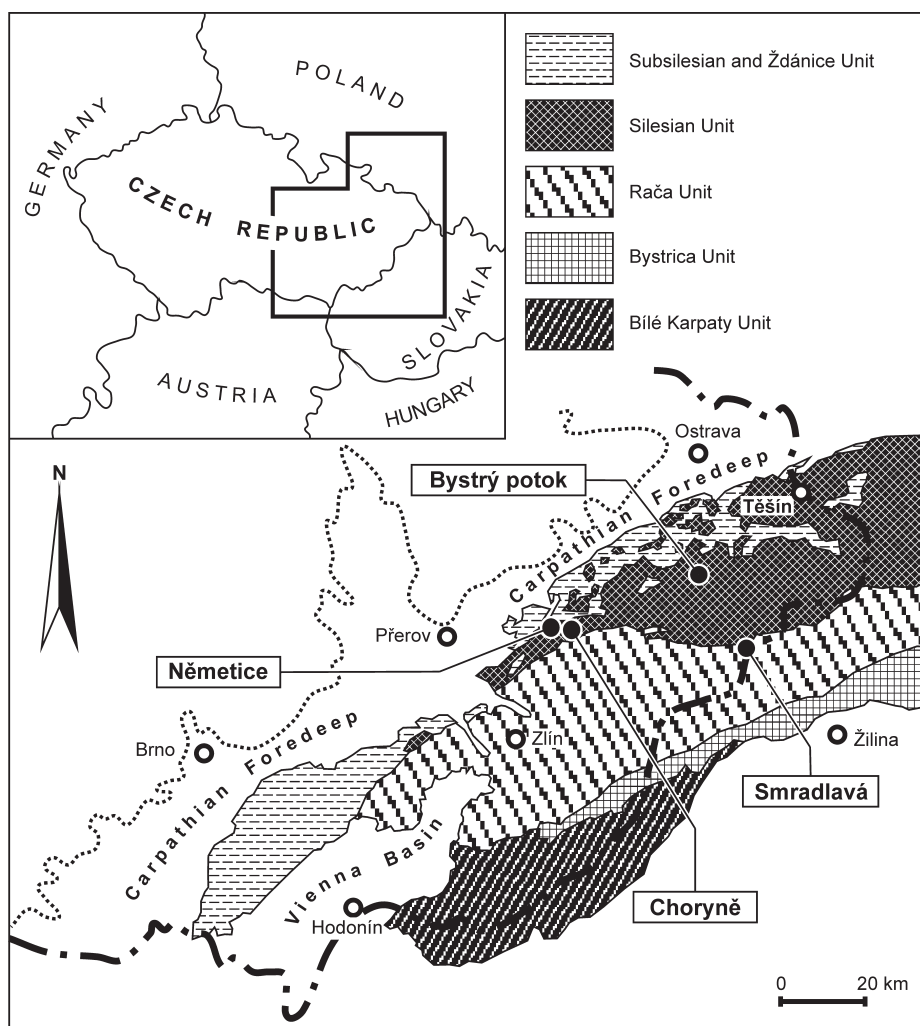 POLAND
GERMANY
CZECH REPUBLIC
SLOVAKIA
AUSTRIA
HUNGARY
Subsilesian and Ždánice Unit
Silesian Unit
Rača Unit
Bystrica Unit
Bílé Karpaty Unit
N
Ostrava
Bystrý potok
Těšín
Carpathian Foredeep
Přerov
Němetice
Brno
Carpathian Foredeep
Zlín
Žilina
Smradlavá
Vienna Basin
Choryně
Hodonín
0 20 km